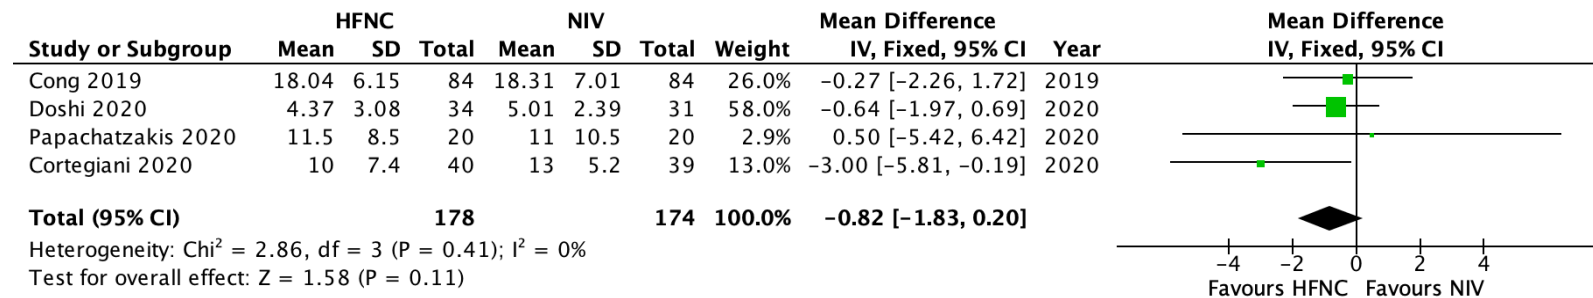 HFNC NIV Mean Difference Mean Difference
Study or Subgroup Mean SD Total Mean SD Total Weight IV, Fixed, 95% CI Year IV, Fixed, 95% CI
Cong 2019 18.04 6.15 84 18.31 7.01 84 26.0% -0.27 [-2.26, 1.72] 2019
Doshi 2020 4.37 3.08 34 5.01 2.39 31 58.0% -0.64 [-1.97, 0.69] 2020
Papachatzakis 2020 11.5 8.5 20 11 10.5 20 2.9% 0.50 [-5.42, 6.42] 2020
Cortegiani 2020 10 7.4 40 13 5.2 39 13.0% -3.00 [-5.81, -0.19] 2020
Total (95% CI) 178 174 100.0% -0.82 [-1.83, 0.20]
Heterogeneity: Chi² = 2.86, df = 3 (P = 0.41); I² = 0%
Test for overall effect: Z = 1.58 (P = 0.11)
-4 -2 0 2 4
Favours HFNC Favours NIV